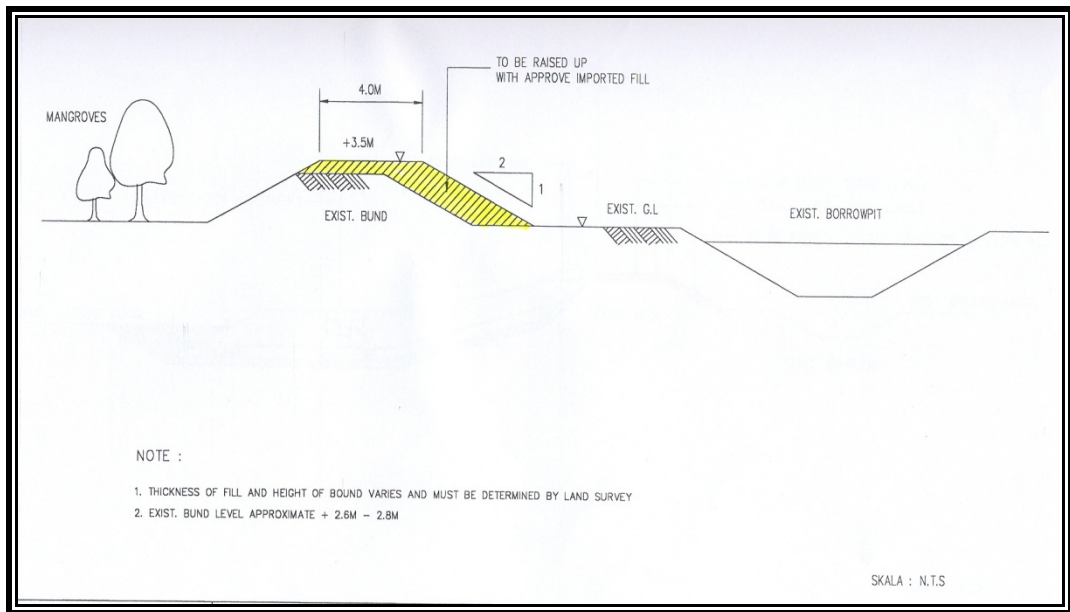 TO BE RAISED UP
WITH APPROVE IMPORTED FILL
4.0M
MANGROVES
+3.5M
2
1
EXIST. BUND
EXIST. G.L
EXIST. BORROWPIT
NOTE :
1. THICKNESS OF FILL AND HEIGHT OF BOUND VARIES AND MUST BE DETERMINED BY LAND SURVEY
2. EXIST. BUND LEVEL APPROXIMATE + 2.6M - 2.8M
SKALA : N.T.S